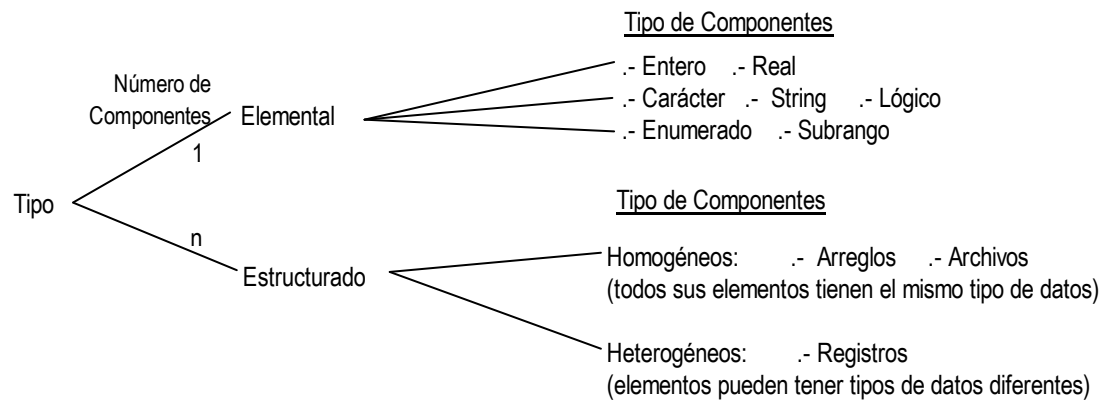 Tipo de Componentes
.- Entero .- Real
Número de
Componentes
Elemental
.- Carácter .- String .- Lógico
.- Enumerado .- Subrango
1
Tipo
Tipo de Componentes
n
Estructurado
Homogéneos: .- Arreglos .- Archivos
(todos sus elementos tienen el mismo tipo de datos)
Heterogéneos: .- Registros
(elementos pueden tener tipos de datos diferentes)